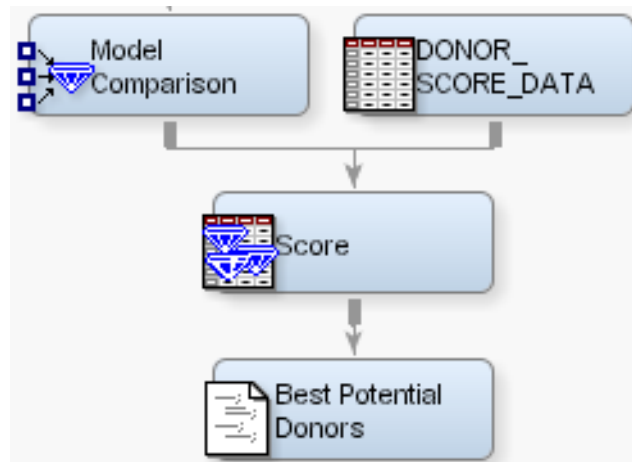 Model
Comparison
DONOR_
SCORE_DATA
Score
Best Potential
Donors